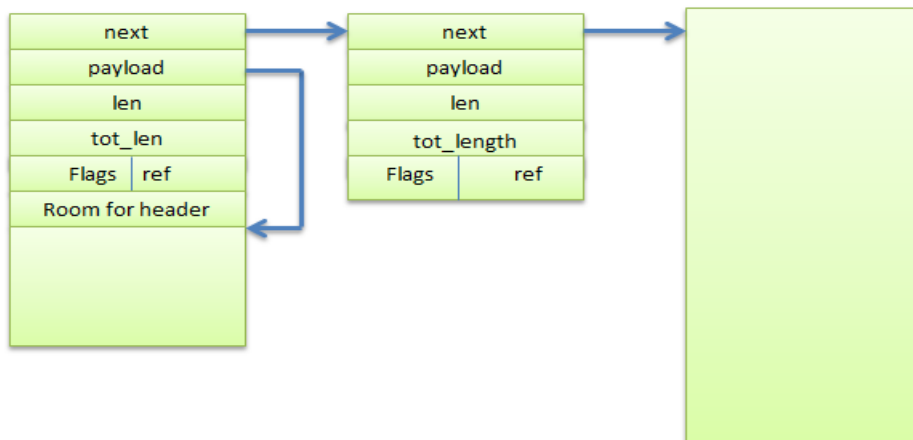 next
payload
len
tot_len
Flags ref
Room for header
next
payload
len
tot_length
Flags ref